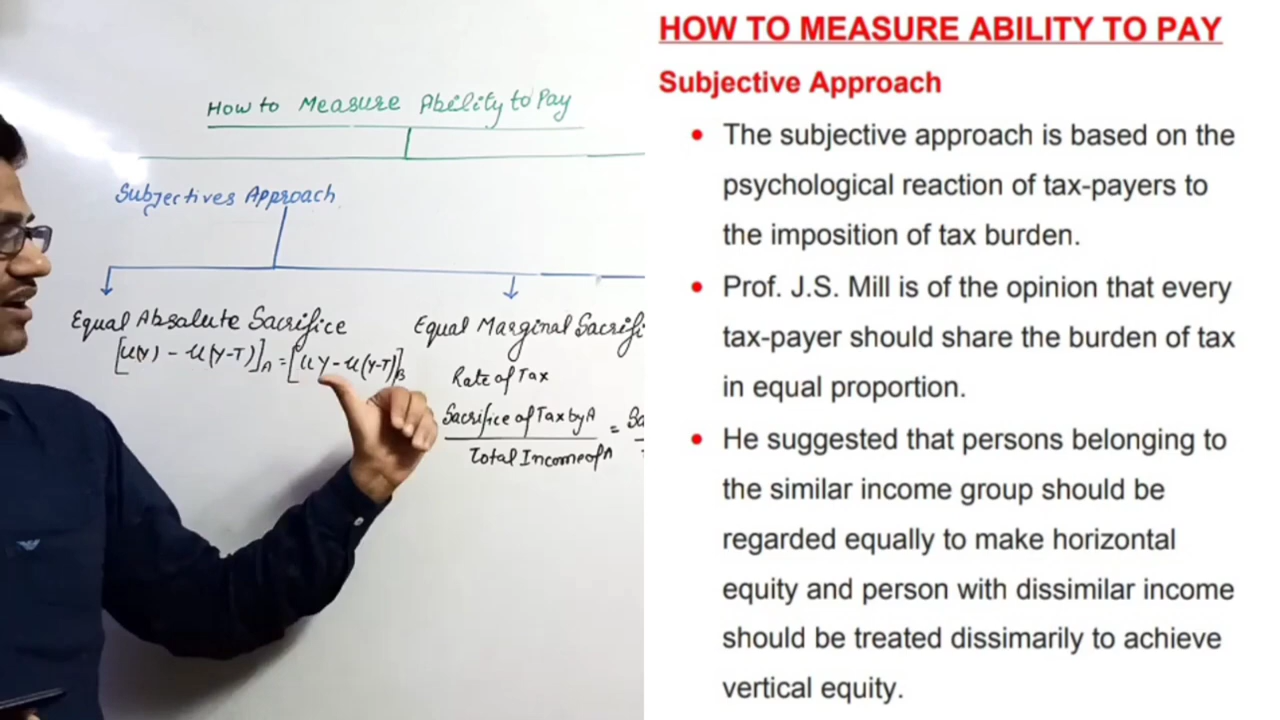 How to Measure Ability to Pay
Subjectives Approach
Equal Absolute Sacrifice
[U(Y) - U(Y-T)]A = [UY - U(Y-T)]B
Equal Marginal Sacrifi
Rate of Tax
Sacrifice of Tax by A = Sa
Total Income of A
HOW TO MEASURE ABILITY TO PAY
Subjective Approach
• The subjective approach is based on the
psychological reaction of tax-payers to
the imposition of tax burden.
• Prof. J.S. Mill is of the opinion that every
tax-payer should share the burden of tax
in equal proportion.
• He suggested that persons belonging to
the similar income group should be
regarded equally to make horizontal
equity and person with dissimilar income
should be treated dissimarily to achieve
vertical equity.